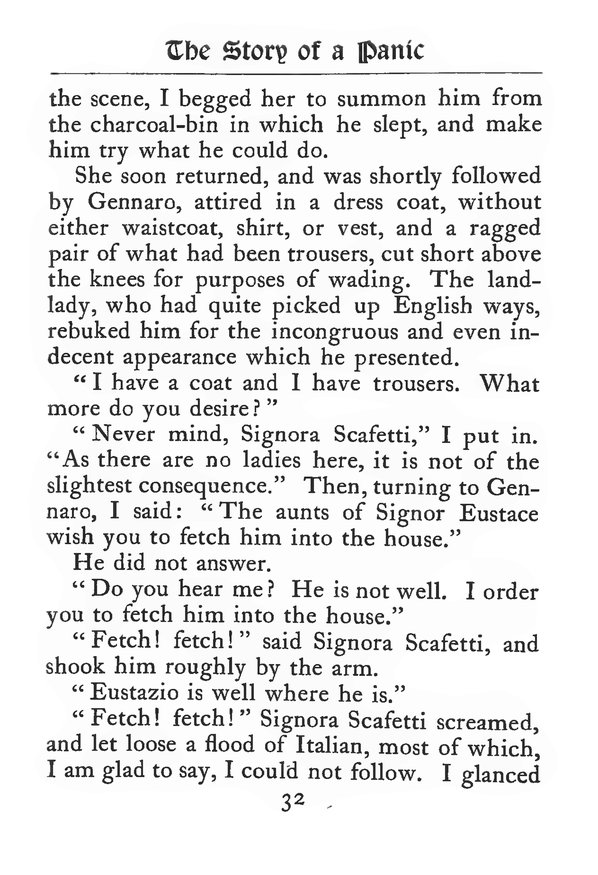 The Story of a Panic
the scene, I begged her to summon him from
the charcoal-bin in which he slept, and make
him try what he could do.
She soon returned, and was shortly followed
by Gennaro, attired in a dress coat, without
either waistcoat, shirt, or vest, and a ragged
pair of what had been trousers, cut short above
the knees for purposes of wading. The land-
lady, who had quite picked up English ways,
rebuked him for the incongruous and even in-
decent appearance which he presented.
“I have a coat and I have trousers. What
more do you desire?”
“Never mind, Signora Scafetti,” I put in.
“As there are no ladies here, it is not of the
slightest consequence.” Then, turning to Gen-
naro, I said: “The aunts of Signor Eustace
wish you to fetch him into the house.”
He did not answer.
“Do you hear me? He is not well. I order
you to fetch him into the house.”
“Fetch! fetch!” said Signora Scafetti, and
shook him roughly by the arm.
“Eustazio is well where he is.”
“Fetch! fetch!” Signora Scafetti screamed,
and let loose a flood of Italian, most of which,
I am glad to say, I could not follow. I glanced
32